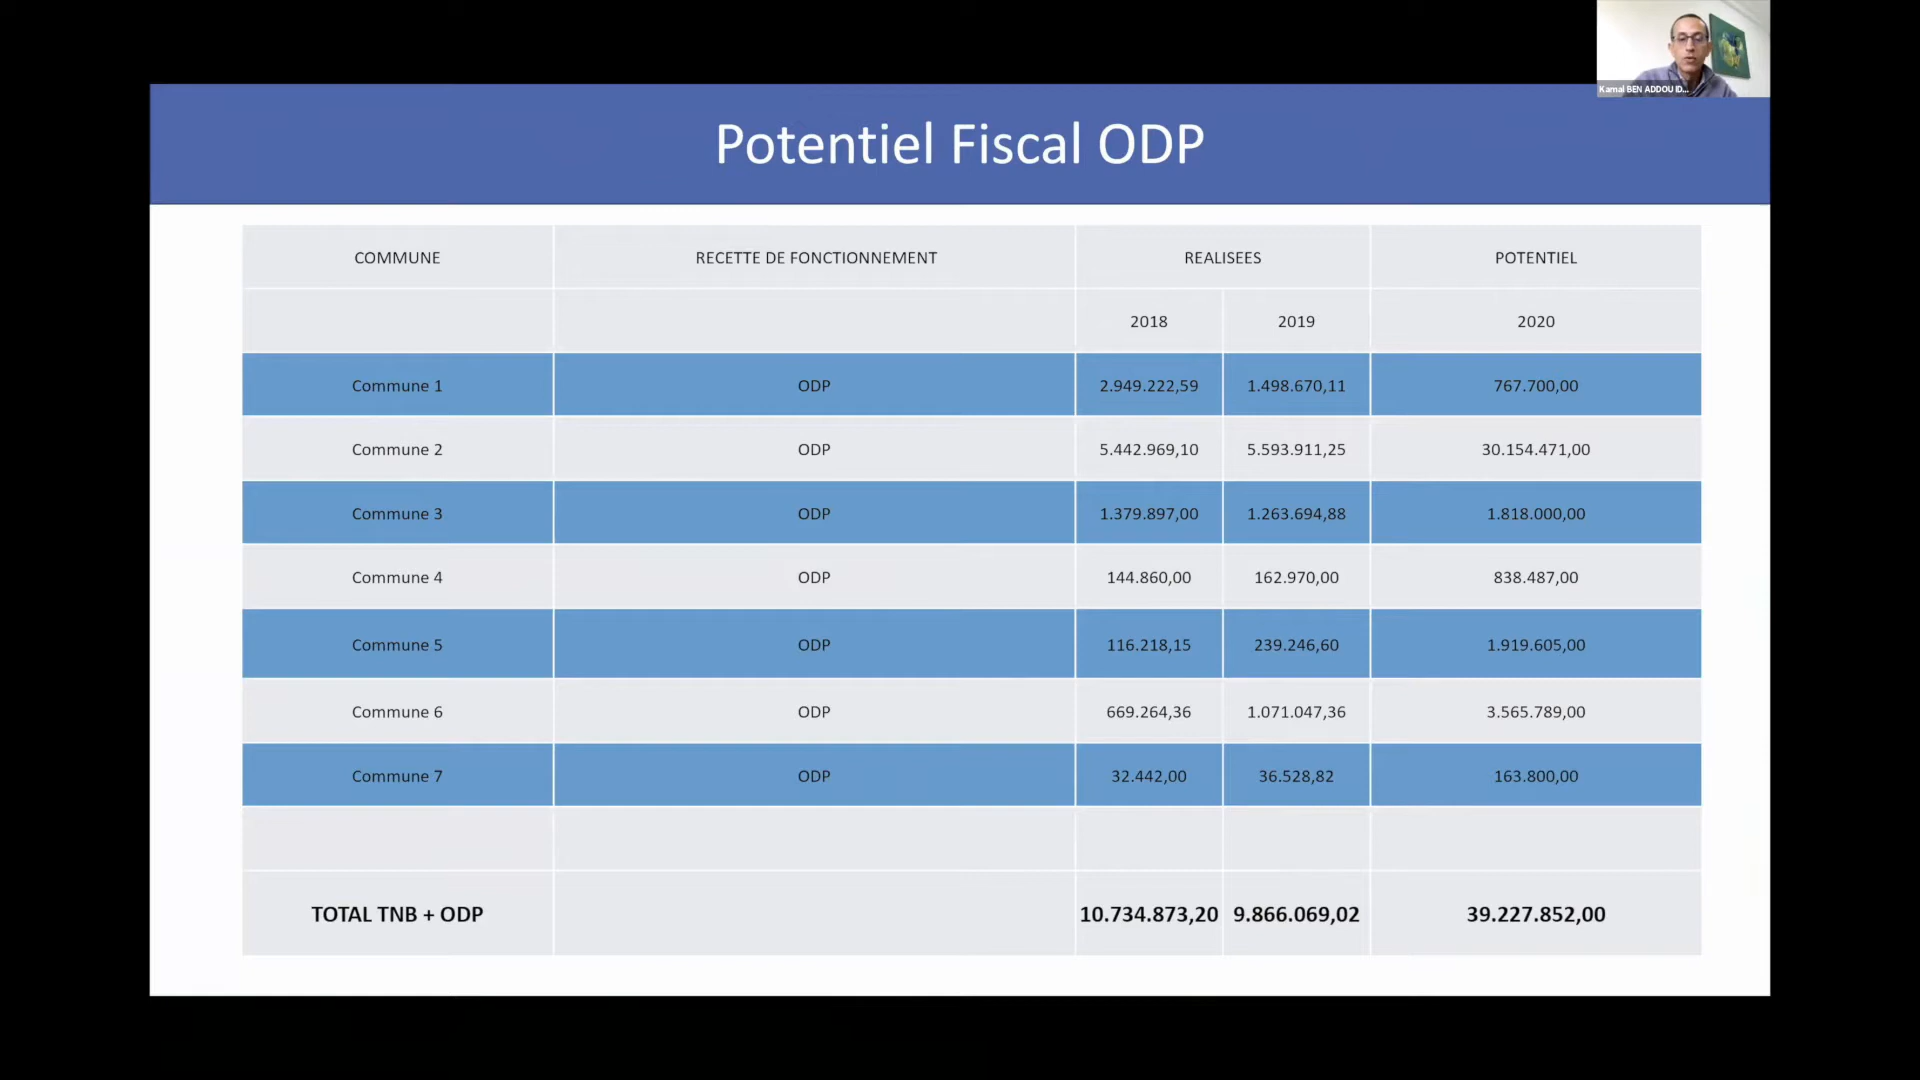 Kamal BEN ADDOU ID...
Potentiel Fiscal ODP
COMMUNE RECETTE DE FONCTIONNEMENT REALISEES POTENTIEL
2018 2019 2020
Commune 1 ODP 2.949.222,59 1.498.670,11 767.700,00
Commune 2 ODP 5.442.969,10 5.593.911,25 30.154.471,00
Commune 3 ODP 1.379.897,00 1.263.694,88 1.818.000,00
Commune 4 ODP 144.860,00 162.970,00 838.487,00
Commune 5 ODP 116.218,15 239.246,60 1.919.605,00
Commune 6 ODP 669.264,36 1.071.047,36 3.565.789,00
Commune 7 ODP 32.442,00 36.528,82 163.800,00
TOTAL TNB + ODP 10.734.873,20 9.866.069,02 39.227.852,00